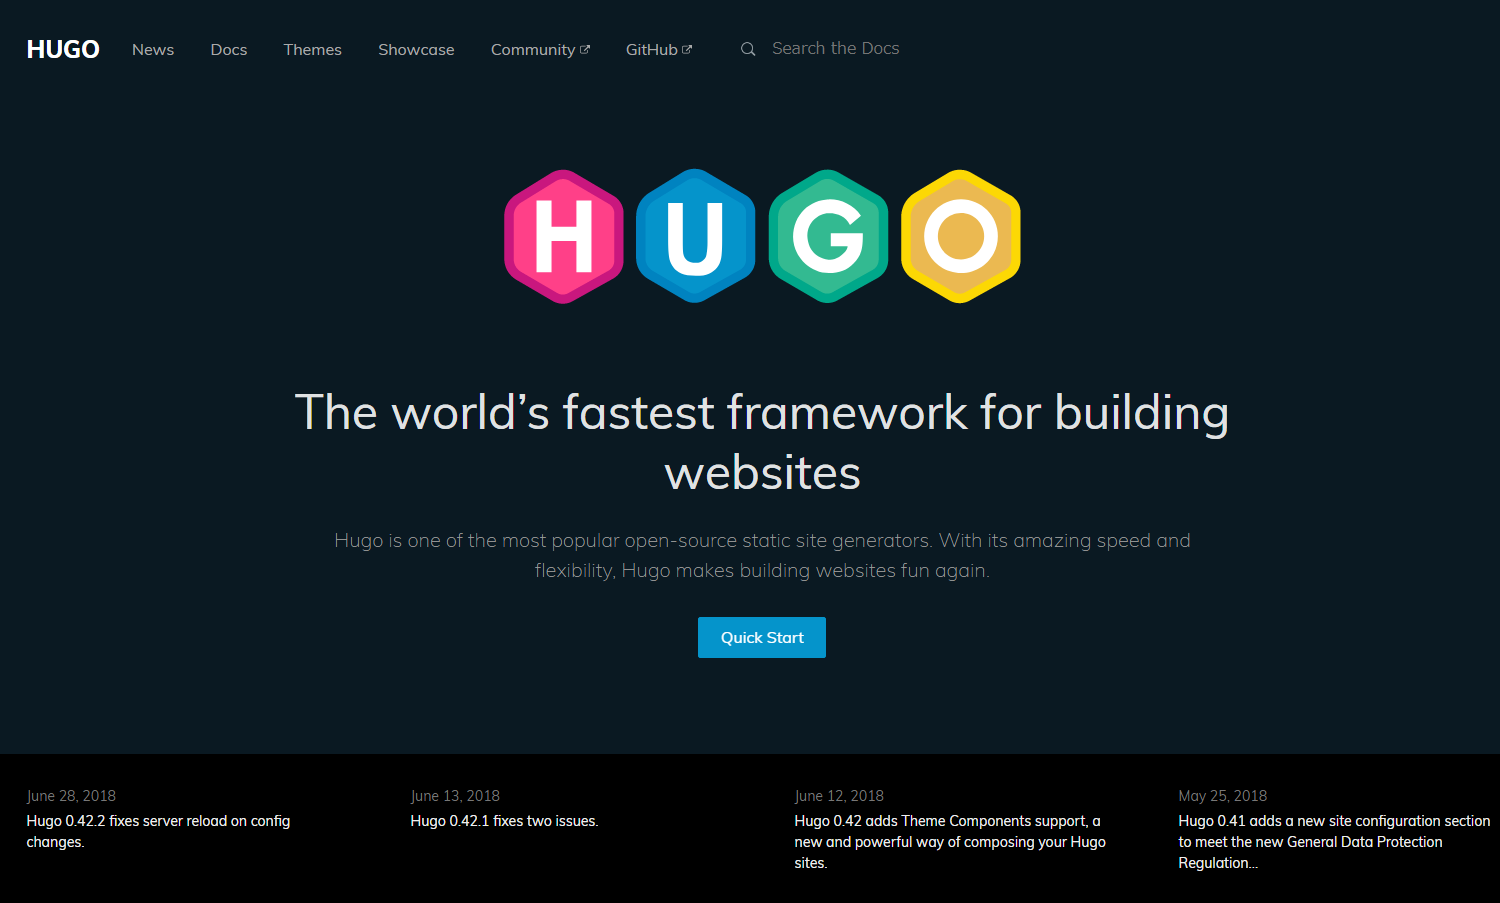 HUGO News Docs Themes Showcase Community GitHub Search the Docs
HUGO
The world’s fastest framework for building
websites
Hugo is one of the most popular open-source static site generators. With its amazing speed and
flexibility, Hugo makes building websites fun again.
Quick Start
June 28, 2018
Hugo 0.42.2 fixes server reload on config
changes.
June 13, 2018
Hugo 0.42.1 fixes two issues.
June 12, 2018
Hugo 0.42 adds Theme Components support, a
new and powerful way of composing your Hugo
sites.
May 25, 2018
Hugo 0.41 adds a new site configuration section
to meet the new General Data Protection
Regulation...